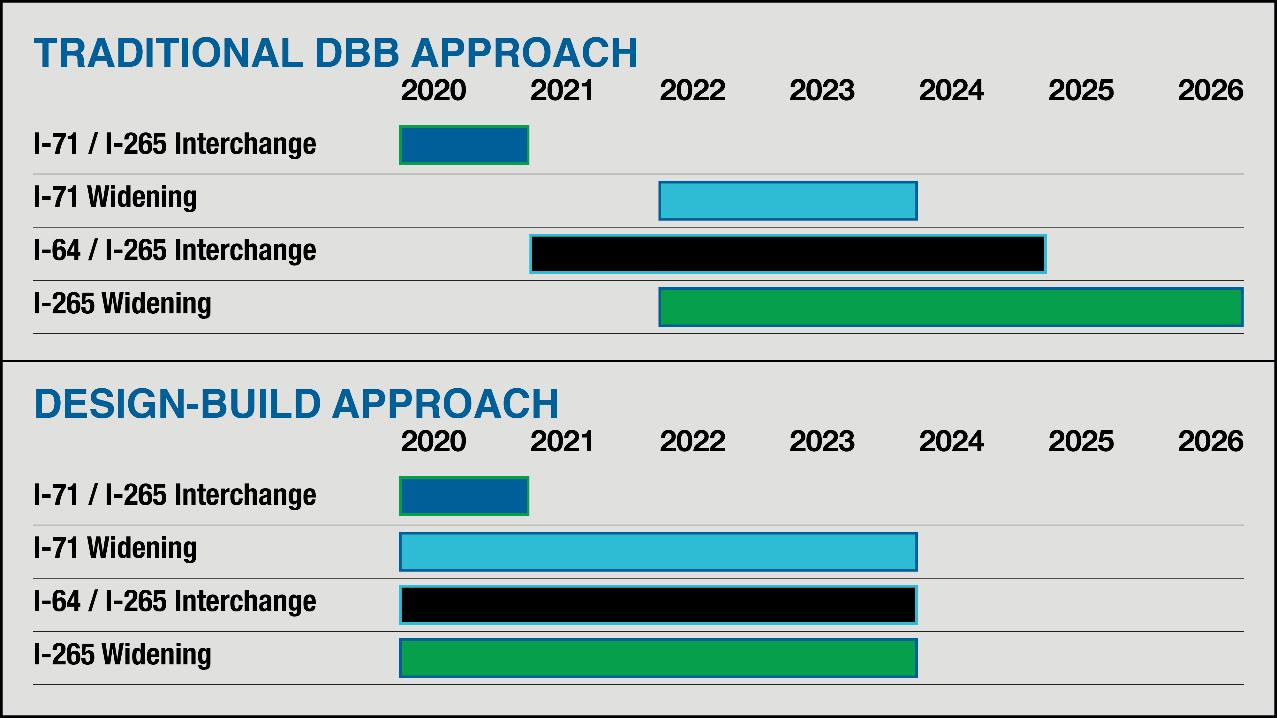 TRADITIONAL DBB APPROACH
2020 2021 2022 2023 2024 2025 2026
I-71 / I-265 Interchange
I-71 Widening
I-64 / I-265 Interchange
I-265 Widening
DESIGN-BUILD APPROACH
2020 2021 2022 2023 2024 2025 2026
I-71 / I-265 Interchange
I-71 Widening
I-64 / I-265 Interchange
I-265 Widening